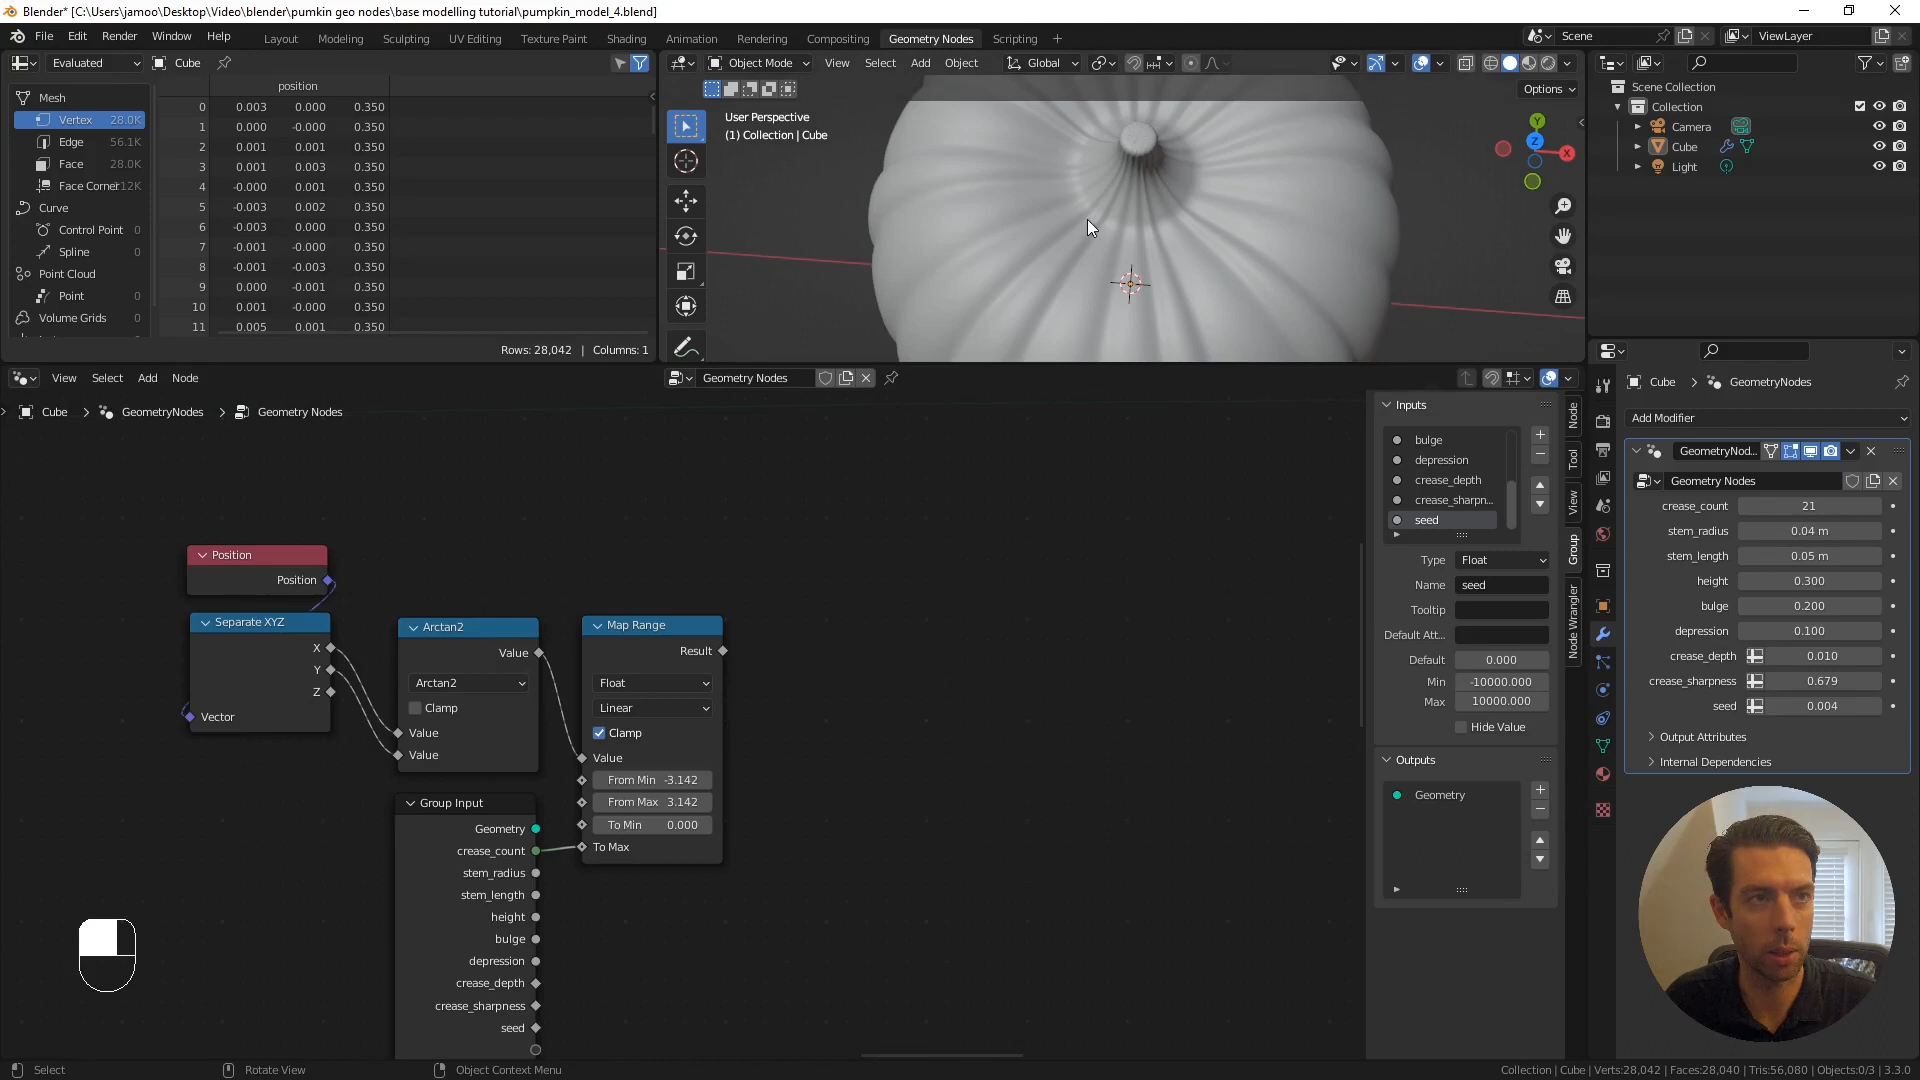 Blender* [C:\Users\jamoo\Desktop\Video\blender\pumkin geo nodes\base modelling tutorial\pumpkin_model_4.blend]
File Edit Render Window Help Layout Modeling Sculpting UV Editing Texture Paint Shading Animation Rendering Compositing Geometry Nodes Scripting Scene ViewLayer
Evaluated Cube
Object Mode View Select Add Object Global
Options
position
Mesh
Vertex 28.0K
Edge 56.1K
Face 28.0K
Face Corner 12K
Curve
Control Point 0
Spline 0
Point Cloud
Point 0
Volume Grids 0
0 0.003 0.000 0.350
1 0.000 -0.000 0.350
2 0.001 0.001 0.350
3 0.001 0.003 0.350
4 -0.000 0.001 0.350
5 -0.003 0.002 0.350
6 -0.003 0.000 0.350
7 -0.001 -0.000 0.350
8 -0.001 -0.003 0.350
9 0.000 -0.001 0.350
10 0.001 -0.000 0.350
11 0.005 0.001 0.350
Rows: 28,042 | Columns: 1
User Perspective
(1) Collection | Cube
Y
Z
X
Scene Collection
Collection
Camera
Cube
Light
View Select Add Node Geometry Nodes
Cube GeometryNodes Geometry Nodes
Position
Position
Separate XYZ
X
Y
Z
Vector
Arctan2
Value
Arctan2
Clamp
Value
Value
Map Range
Result
Float
Linear
Clamp
Value
From Min -3.142
From Max 3.142
To Min 0.000
To Max
Group Input
Geometry
crease_count
stem_radius
stem_length
height
bulge
depression
crease_depth
crease_sharpness
seed
Inputs
bulge
depression
crease_depth
crease_sharpn...
seed
Type Float
Name seed
Tooltip
Default Att...
Default 0.000
Min -10000.000
Max 10000.000
Hide Value
Outputs
Geometry
Node
Tool
View
Group
Node Wrangler
Cube GeometryNodes
Add Modifier
GeometryNod...
Geometry Nodes
crease_count 21
stem_radius 0.04 m
stem_length 0.05 m
height 0.300
bulge 0.200
depression 0.100
crease_depth 0.010
crease_sharpness 0.679
seed 0.004
Output Attributes
Internal Dependencies
Select Rotate View Object Context Menu
Collection | Cube | Verts:28,042 | Faces:28,040 | Tris:56,080 | Objects:0/3 | 3.3.0